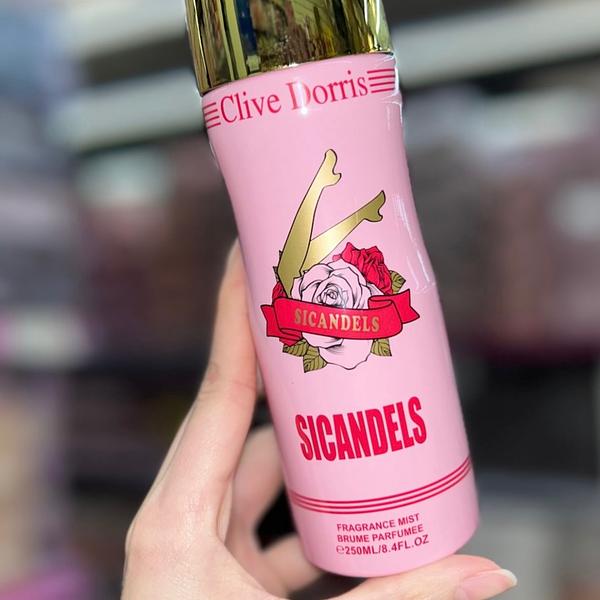 Clive Dorris
SICANDELS
SICANDELS
FRAGRANCE MIST
BRUME PARFUMEE
℮250ML/8.4FL.OZ